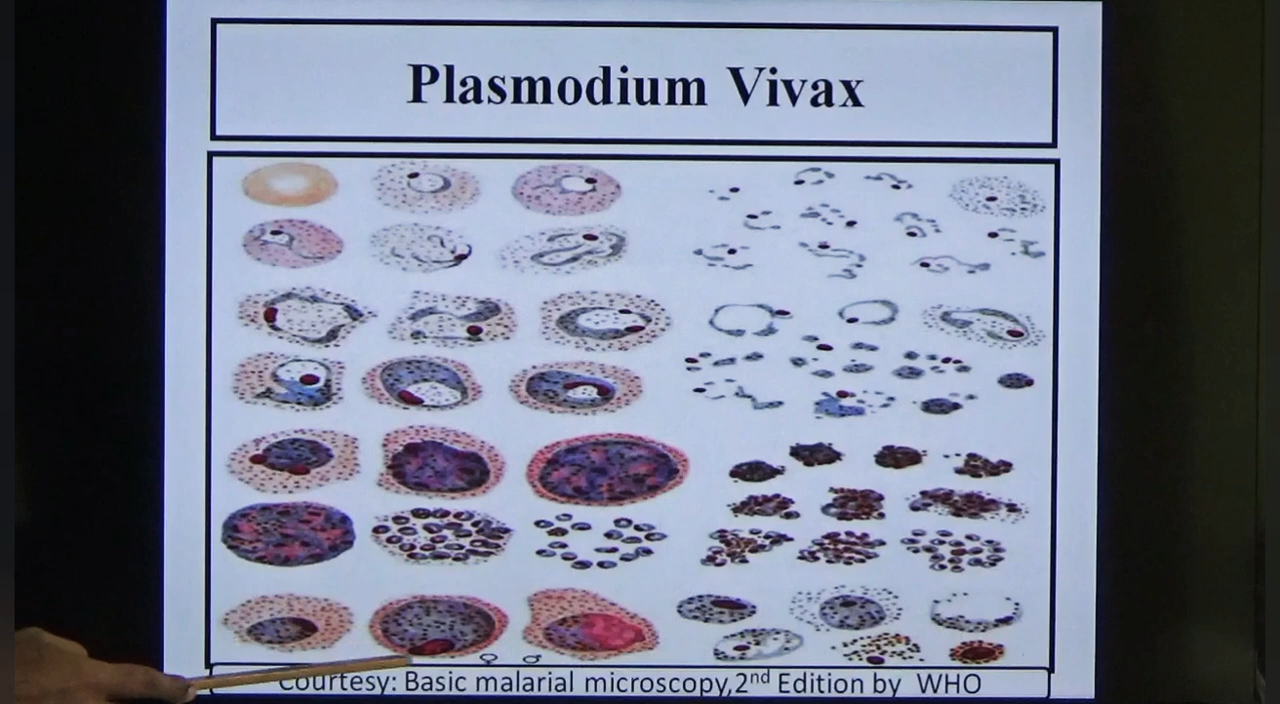 Plasmodium Vivax
♀ ♂
Courtesy: Basic malarial microscopy,2nd Edition by WHO